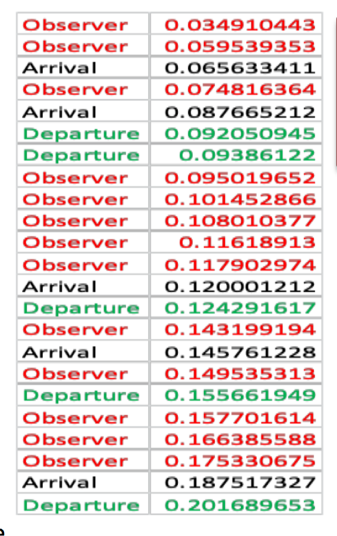 Observer 0.034910443
Observer 0.059539353
Arrival 0.065633411
Observer 0.074816364
Arrival 0.087665212
Departure 0.092050945
Departure 0.09386122
Observer 0.095019652
Observer 0.101452866
Observer 0.108010377
Observer 0.11618913
Observer 0.117902974
Arrival 0.120001212
Departure 0.124291617
Observer 0.143199194
Arrival 0.145761228
Observer 0.149535313
Departure 0.155661949
Observer 0.157701614
Observer 0.166385588
Observer 0.175330675
Arrival 0.187517327
Departure 0.201689653